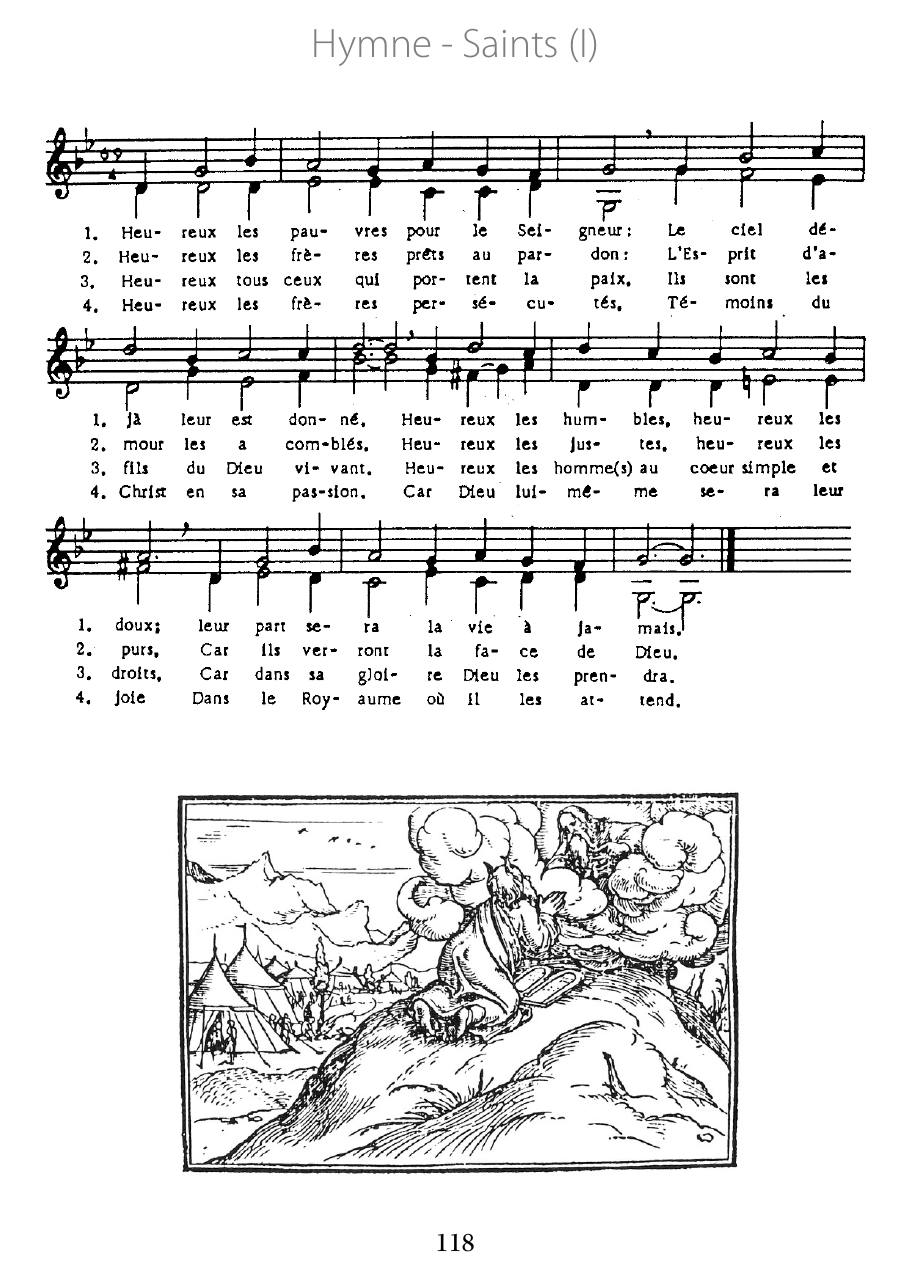 Hymne - Saints (I)
69
4
1. Heu- reux les pau- vres pour le Sei- gneur; Le ciel dé-
2. Heu- reux les frè- res prêts au par- don: L'Es- prit d'a-
3. Heu- reux tous ceux qui por- tent la paix, Ils sont les
4. Heu- reux les frè- res per- sé- cu- tés, Té- moins du
1. jà leur est don- né, Heu- reux les hum- bles, heu- reux les
2. mour les a com-blés, Heu- reux les jus- tes, heu- reux les
3. fils du Dieu vi- vant. Heu- reux les homme(s) au coeur simple et
4. Christ en sa pas-sion. Car Dieu lui- mê- me se- ra leur
1. doux; leur part se- ra la vie à ja- mais.
2. purs, Car ils ver- ront la fa- ce de Dieu.
3. droits, Car dans sa gloi- re Dieu les pren- dra.
4. joie Dans le Roy- aume où il les at- tend.
118